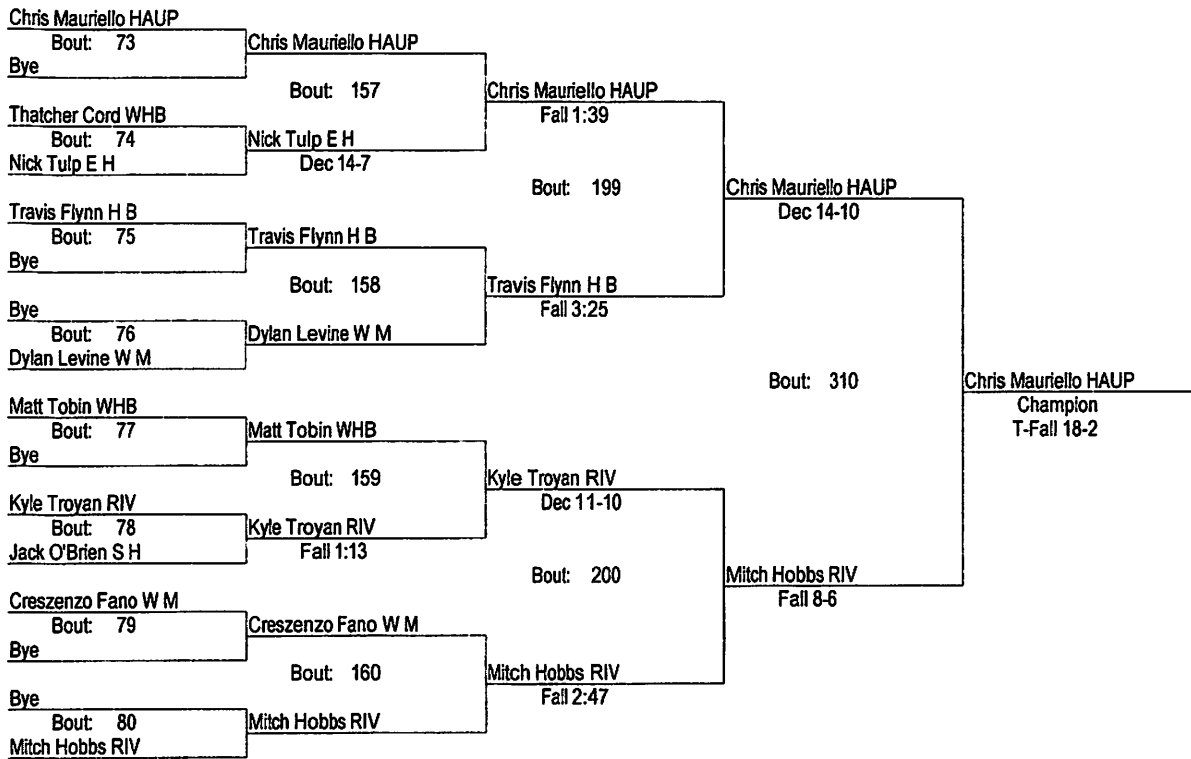 Chris Mauriello HAUP
Bout: 73
Bye
Thatcher Cord WHB
Bout: 74
Nick Tulp E H
Travis Flynn H B
Bout: 75
Bye
Bye
Bout: 76
Dylan Levine W M
Matt Tobin WHB
Bout: 77
Bye
Kyle Troyan RIV
Bout: 78
Jack O'Brien S H
Creszenzo Fano W M
Bout: 79
Bye
Bye
Bout: 80
Mitch Hobbs RIV
Chris Mauriello HAUP
Bout: 157
Nick Tulp E H
Dec 14-7
Travis Flynn H B
Bout: 158
Dylan Levine W M
Matt Tobin WHB
Bout: 159
Kyle Troyan RIV
Fall 1:13
Creszenzo Fano W M
Bout: 160
Mitch Hobbs RIV
Chris Mauriello HAUP
Fall 1:39
Bout: 199
Travis Flynn H B
Fall 3:25
Kyle Troyan RIV
Dec 11-10
Bout: 200
Mitch Hobbs RIV
Fall 2:47
Chris Mauriello HAUP
Dec 14-10
Bout: 310
Mitch Hobbs RIV
Fall 8-6
Chris Mauriello HAUP
Champion
T-Fall 18-2